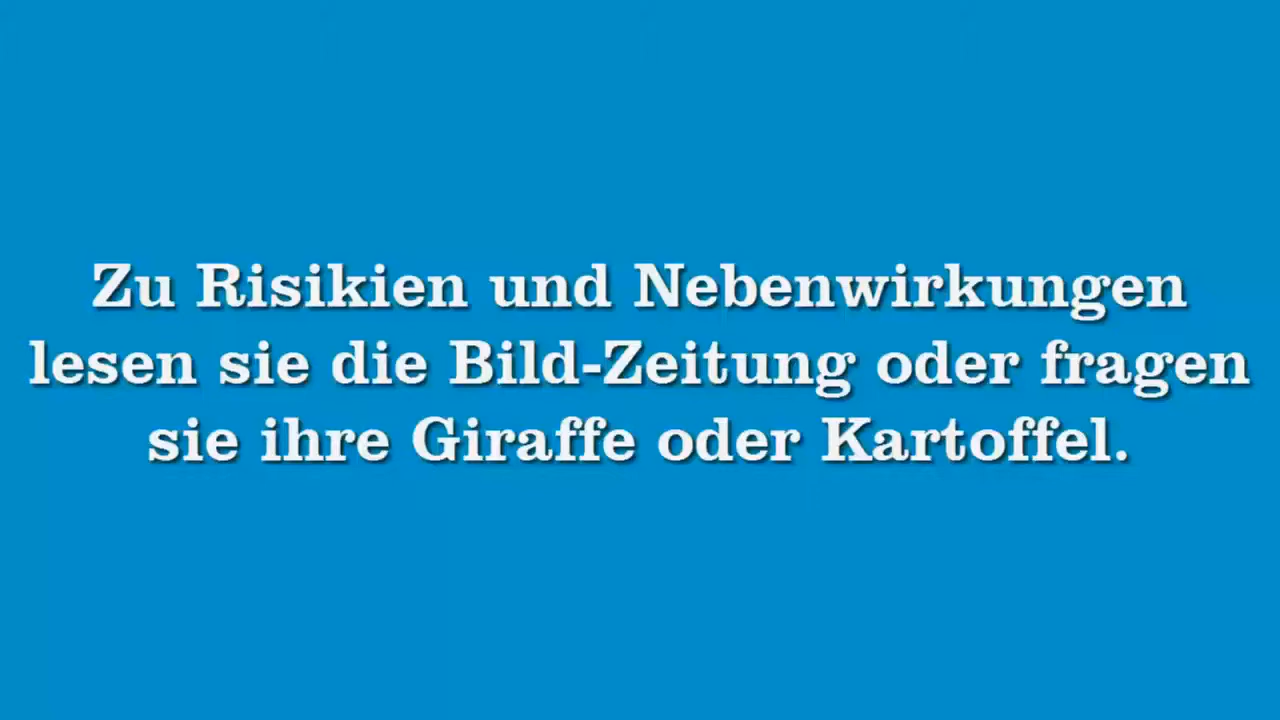 Zu Risikien und Nebenwirkungen
lesen sie die Bild-Zeitung oder fragen
sie ihre Giraffe oder Kartoffel.